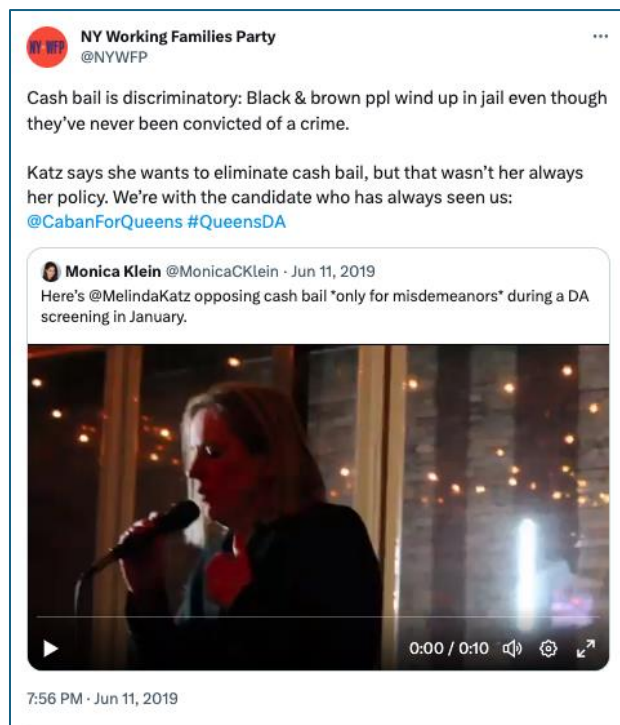 NY Working Families Party
@NYWFP
NY WFP
Cash bail is discriminatory: Black & brown ppl wind up in jail even though
they've never been convicted of a crime.
Katz says she wants to eliminate cash bail, but that wasn't her always
her policy. We're with the candidate who has always seen us:
@CabanForQueens #QueensDA
Monica Klein @MonicaCKlein · Jun 11, 2019
Here's @MelindaKatz opposing cash bail *only for misdemeanors* during a DA
screening in January.
0:00 / 0:10
7:56 PM · Jun 11, 2019